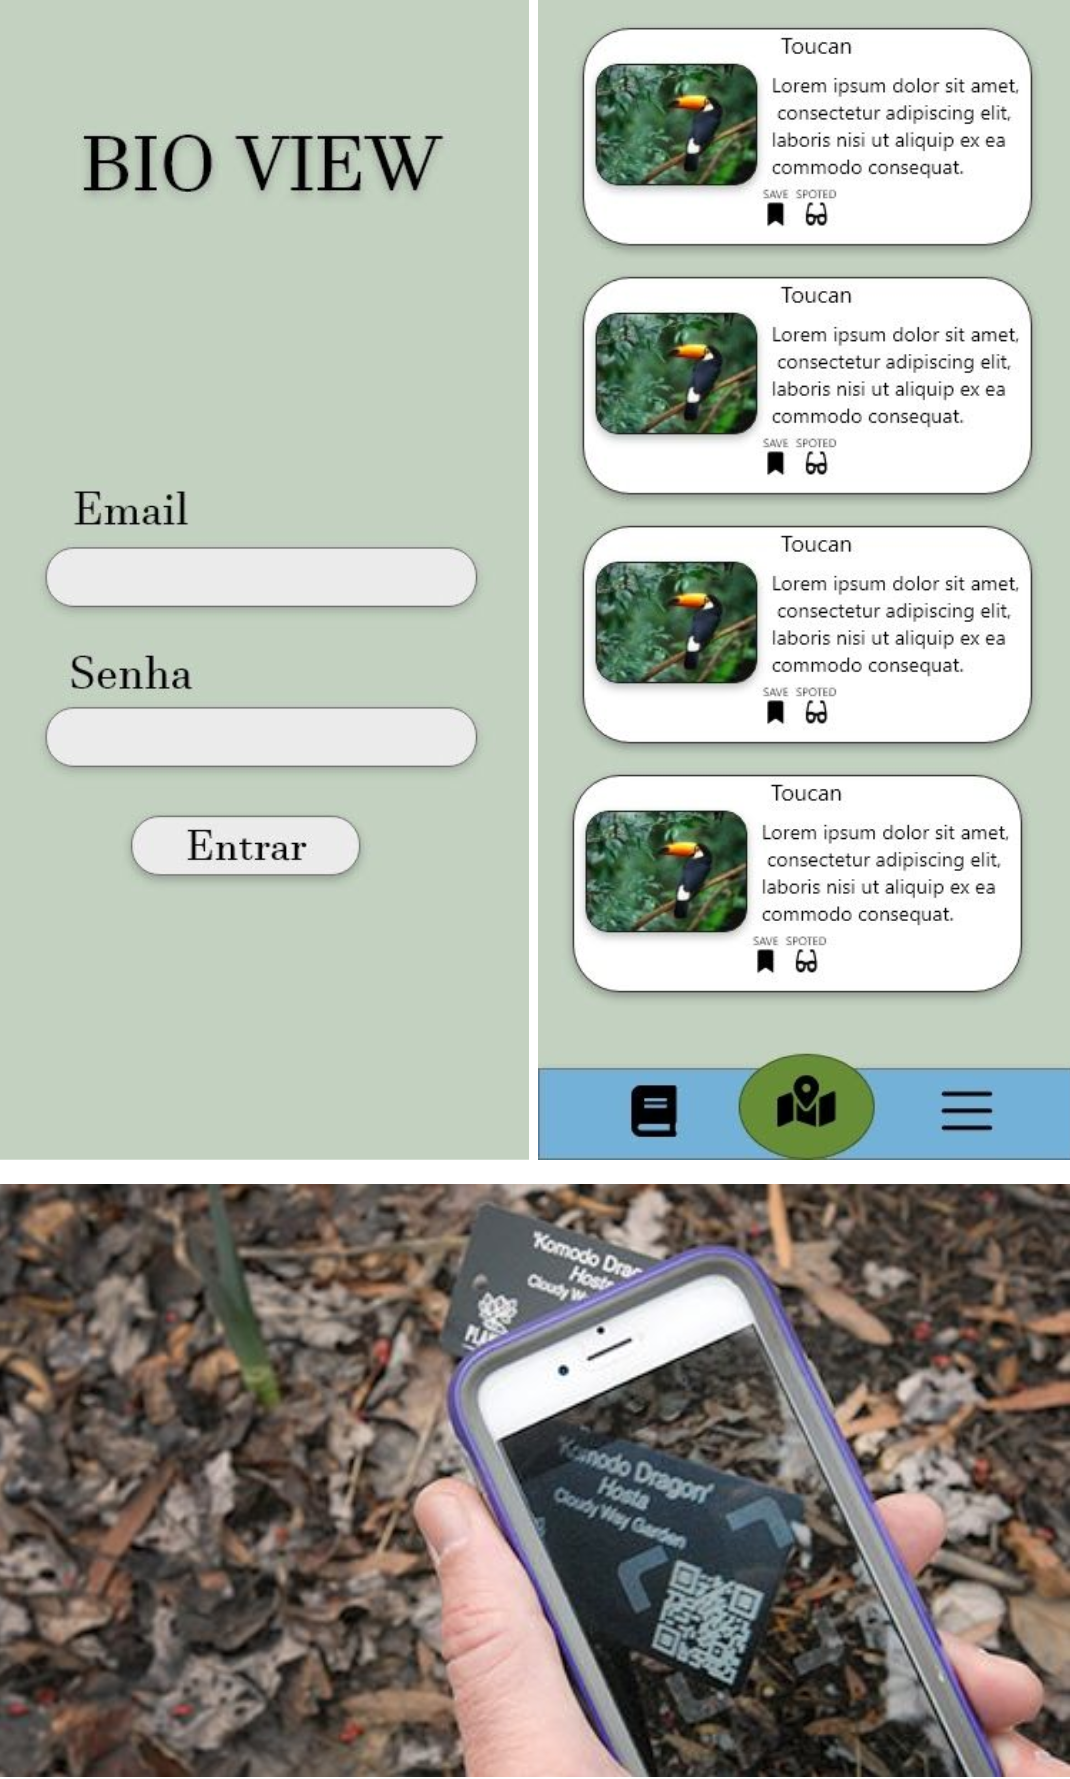 BIO VIEW
Email
Senha
Entrar
Toucan
Lorem ipsum dolor sit amet,
consectetur adipiscing elit,
laboris nisi ut aliquip ex ea
commodo consequat.
SAVE SPOTED
Toucan
Lorem ipsum dolor sit amet,
consectetur adipiscing elit,
laboris nisi ut aliquip ex ea
commodo consequat.
SAVE SPOTED
Toucan
Lorem ipsum dolor sit amet,
consectetur adipiscing elit,
laboris nisi ut aliquip ex ea
commodo consequat.
SAVE SPOTED
Toucan
Lorem ipsum dolor sit amet,
consectetur adipiscing elit,
laboris nisi ut aliquip ex ea
commodo consequat.
SAVE SPOTED
'Komodo
Hosta
Cloudy
'Komodo Dragon'
Hosta
Cloudy Way Garden